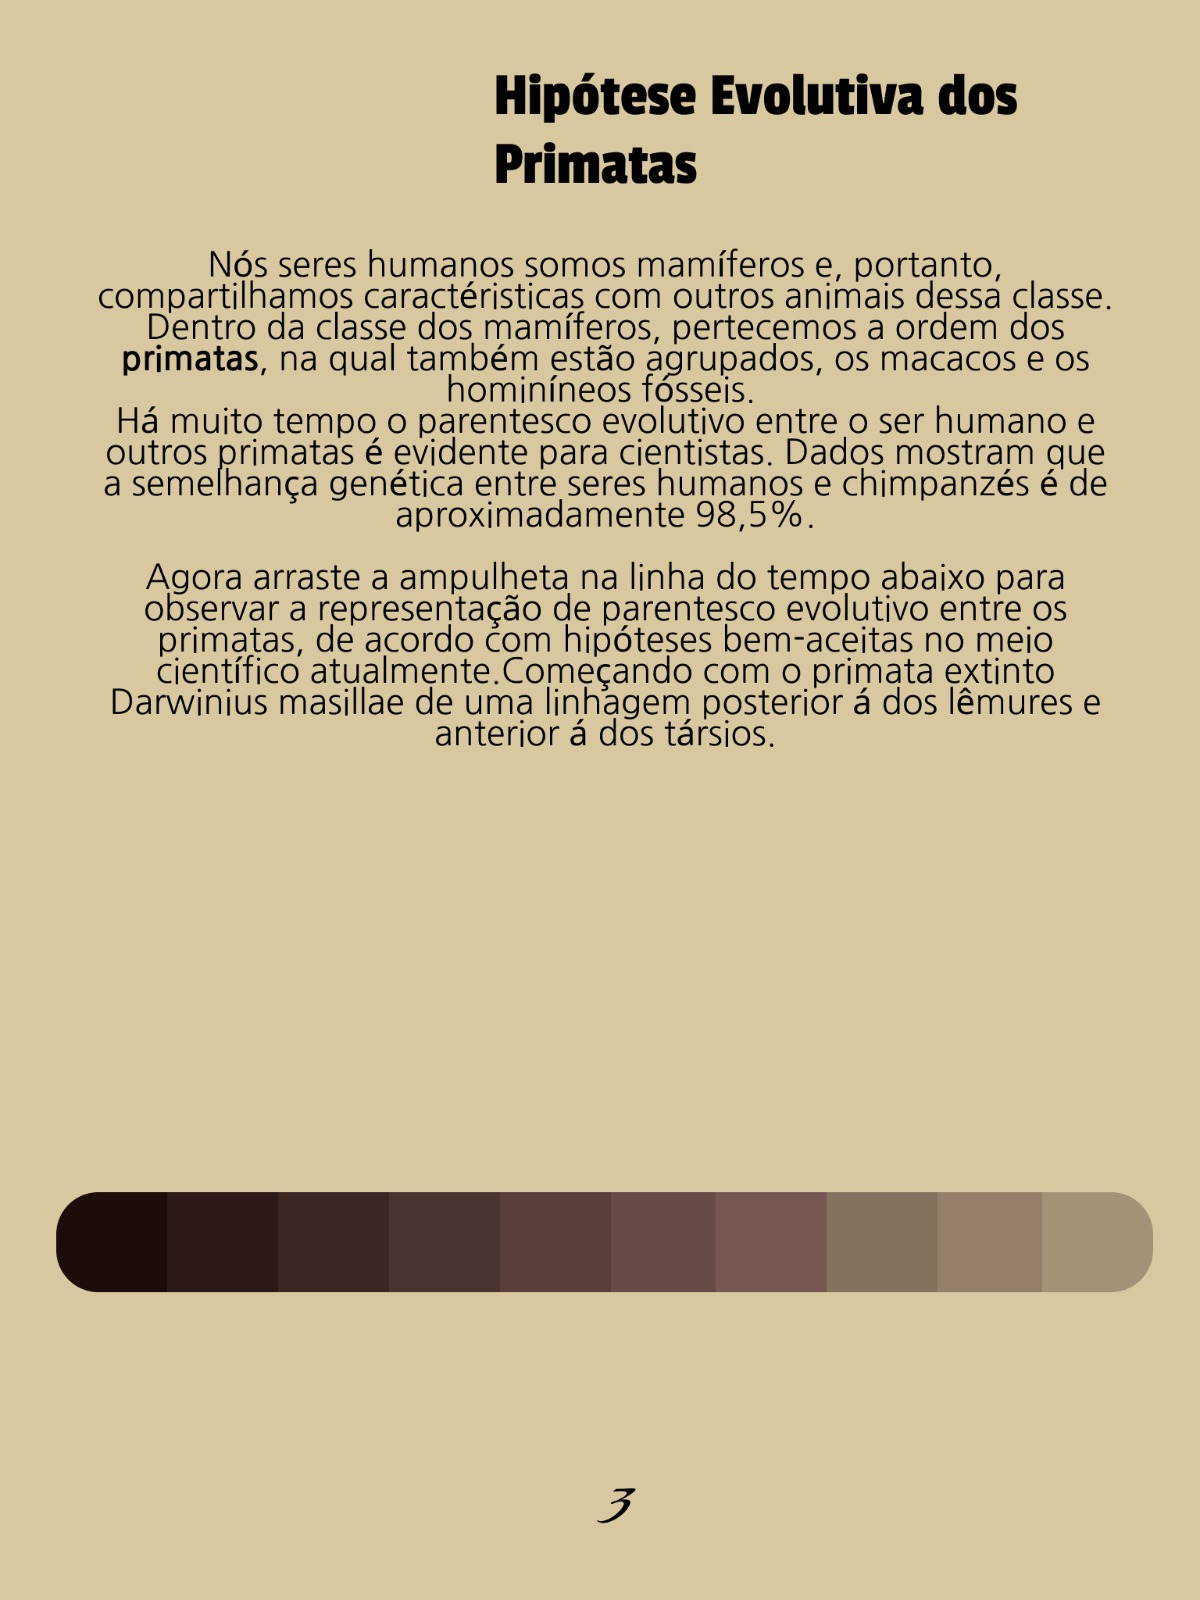 Hipótese Evolutiva dos
Primatas
Nós seres humanos somos mamíferos e, portanto,
compartilhamos caractéristicas com outros animais dessa classe.
Dentro da classe dos mamíferos, pertecemos a ordem dos
primatas, na qual também estão agrupados, os macacos e os
hominíneos fósseis.
Há muito tempo o parentesco evolutivo entre o ser humano e
outros primatas é evidente para cientistas. Dados mostram que
a semelhança genética entre seres humanos e chimpanzés é de
aproximadamente 98,5%.
Agora arraste a ampulheta na linha do tempo abaixo para
observar a representação de parentesco evolutivo entre os
primatas, de acordo com hipóteses bem-aceitas no meio
científico atualmente.Começando com o primata extinto
Darwinius masillae de uma linhagem posterior á dos lêmures e
anterior á dos társios.
3